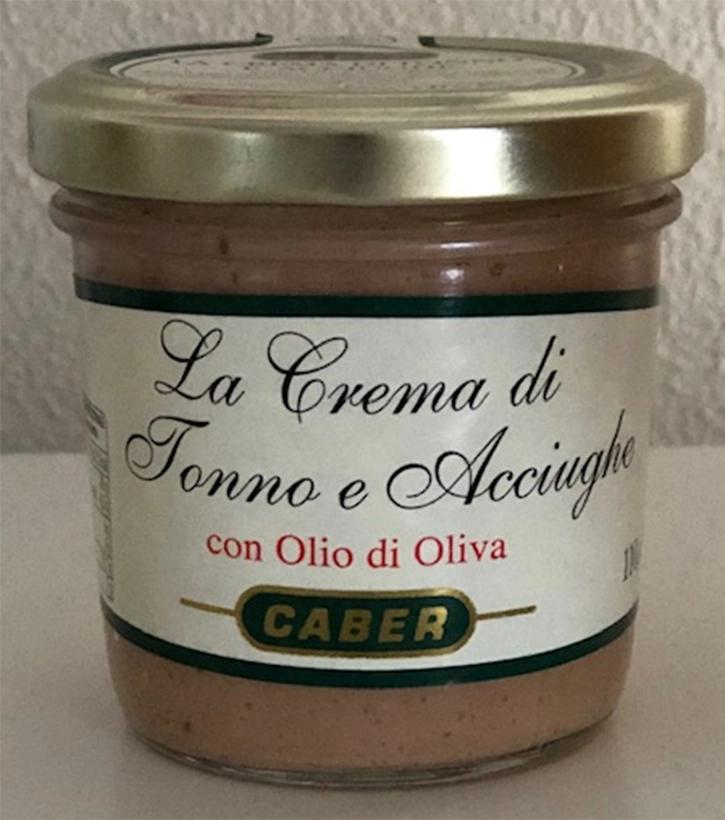 La Crema di
Tonno e Acciughe
con Olio di Oliva
CABER